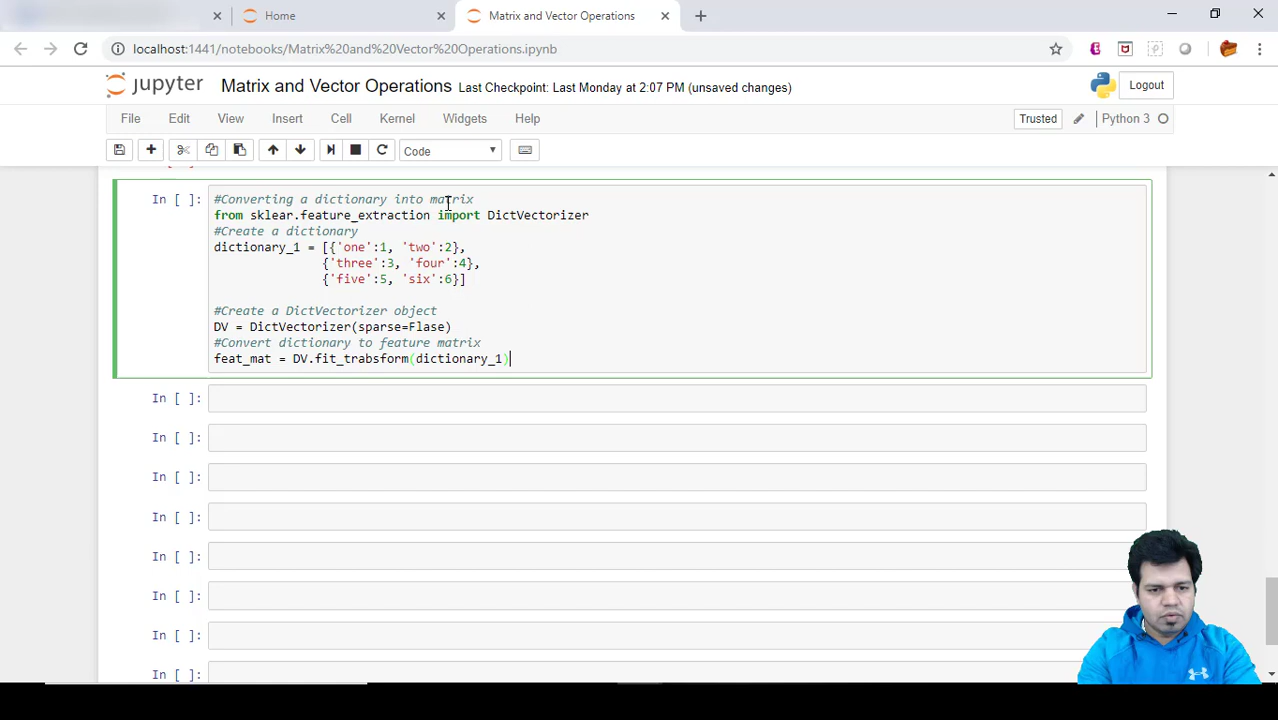 Home
Matrix and Vector Operations
localhost:1441/notebooks/Matrix%20and%20Vector%20Operations.ipynb
jupyter Matrix and Vector Operations Last Checkpoint: Last Monday at 2:07 PM (unsaved changes) Logout
File Edit View Insert Cell Kernel Widgets Help Trusted Python 3
Code
In [ ]: #Converting a dictionary into matrix
from sklear.feature_extraction import DictVectorizer
#Create a dictionary
dictionary_1 = [{'one':1, 'two':2},
{'three':3, 'four':4},
{'five':5, 'six':6}]
#Create a DictVectorizer object
DV = DictVectorizer(sparse=Flase)
#Convert dictionary to feature matrix
feat_mat = DV.fit_trabsform(dictionary_1)
In [ ]:
In [ ]:
In [ ]:
In [ ]:
In [ ]:
In [ ]:
In [ ]:
In [ ]: